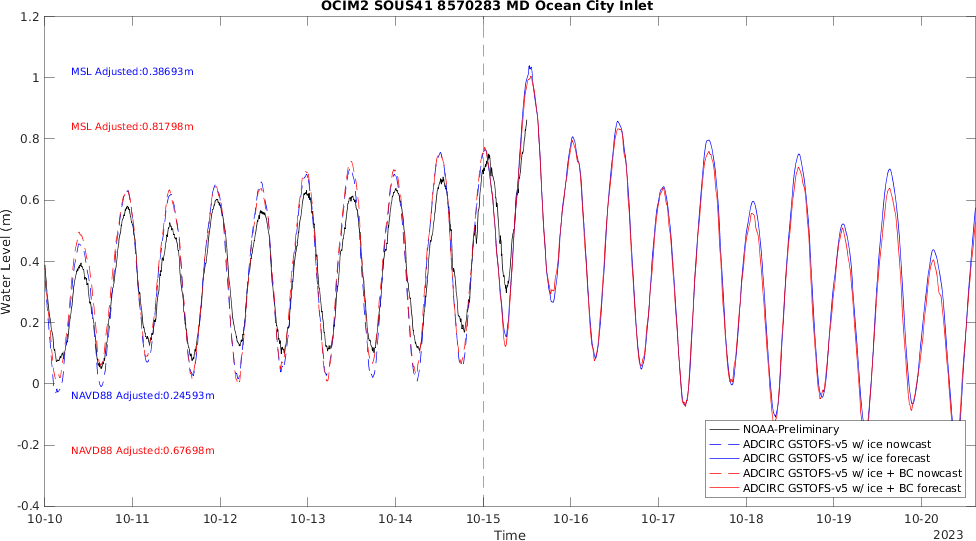 OCIM2 SOUS41 8570283 MD Ocean City Inlet
1.2
1
0.8
0.6
0.4
0.2
0
-0.2
-0.4
Water Level (m)
MSL Adjusted:0.38693m
MSL Adjusted:0.81798m
NAVD88 Adjusted:0.24593m
NAVD88 Adjusted:0.67698m
NOAA-Preliminary
ADCIRC GSTOFS-v5 w/ ice nowcast
ADCIRC GSTOFS-v5 w/ ice forecast
ADCIRC GSTOFS-v5 w/ ice + BC nowcast
ADCIRC GSTOFS-v5 w/ ice + BC forecast
10-10 10-11 10-12 10-13 10-14 10-15 10-16 10-17 10-18 10-19 10-20
Time
2023